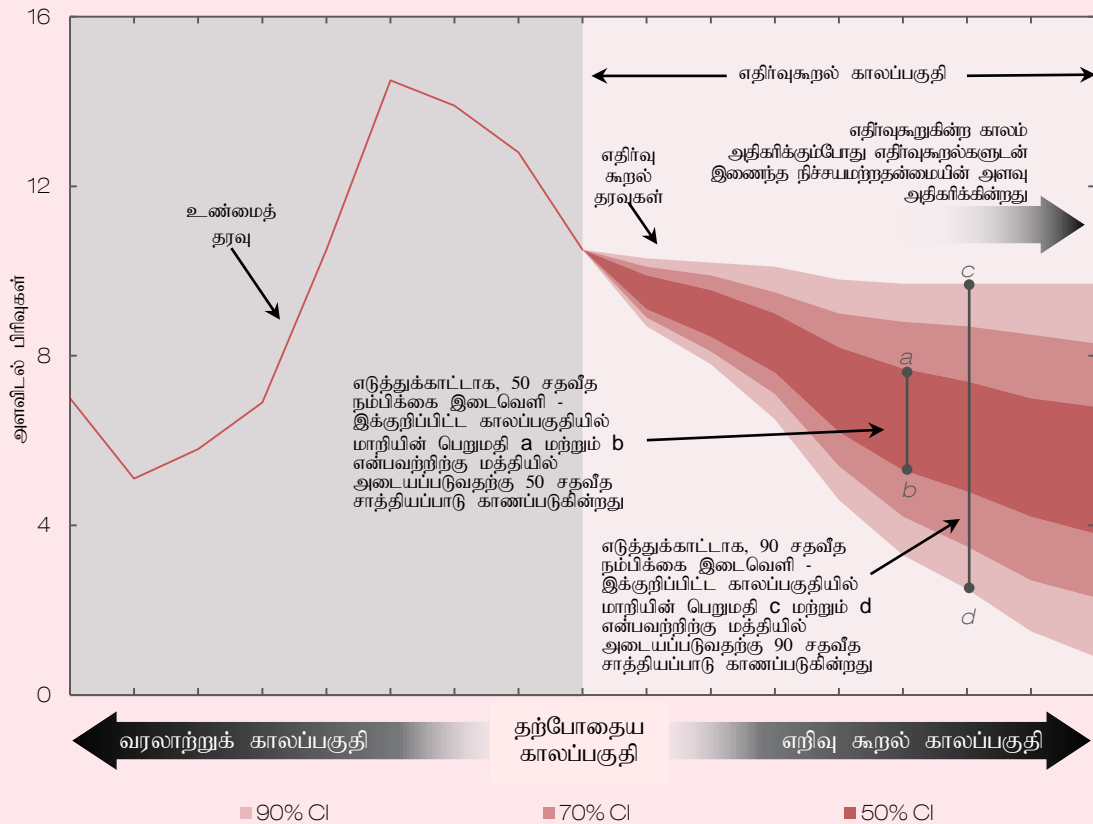 16
12
8
4
0
அளவிடல் பிரிவுகள்
உண்மைத்
தரவு
எதிர்வுகூறல் காலப்பகுதி
எதிர்வு
கூறல்
தரவுகள்
எதிர்வுகூறுகின்ற காலம்
அதிகரிக்கும்போது எதிர்வுகூறல்களுடன்
இணைந்த நிச்சயமற்றதன்மையின் அளவு
அதிகரிக்கின்றது
எடுத்துக்காட்டாக, 50 சதவீத
நம்பிக்கை இடைவெளி -
இக்குறிப்பிட்ட காலப்பகுதியில்
மாறியின் பெறுமதி a மற்றும் b
என்பவற்றிற்கு மத்தியில்
அடையப்படுவதற்கு 50 சதவீத
சாத்தியப்பாடு காணப்படுகின்றது
a
b
c
d
எடுத்துக்காட்டாக, 90 சதவீத
நம்பிக்கை இடைவெளி -
இக்குறிப்பிட்ட காலப்பகுதியில்
மாறியின் பெறுமதி c மற்றும் d
என்பவற்றிற்கு மத்தியில்
அடையப்படுவதற்கு 90 சதவீத
சாத்தியப்பாடு காணப்படுகின்றது
வரலாற்றுக் காலப்பகுதி
தற்போதைய
காலப்பகுதி
எறிவு கூறல் காலப்பகுதி
90% CI
70% CI
50% CI